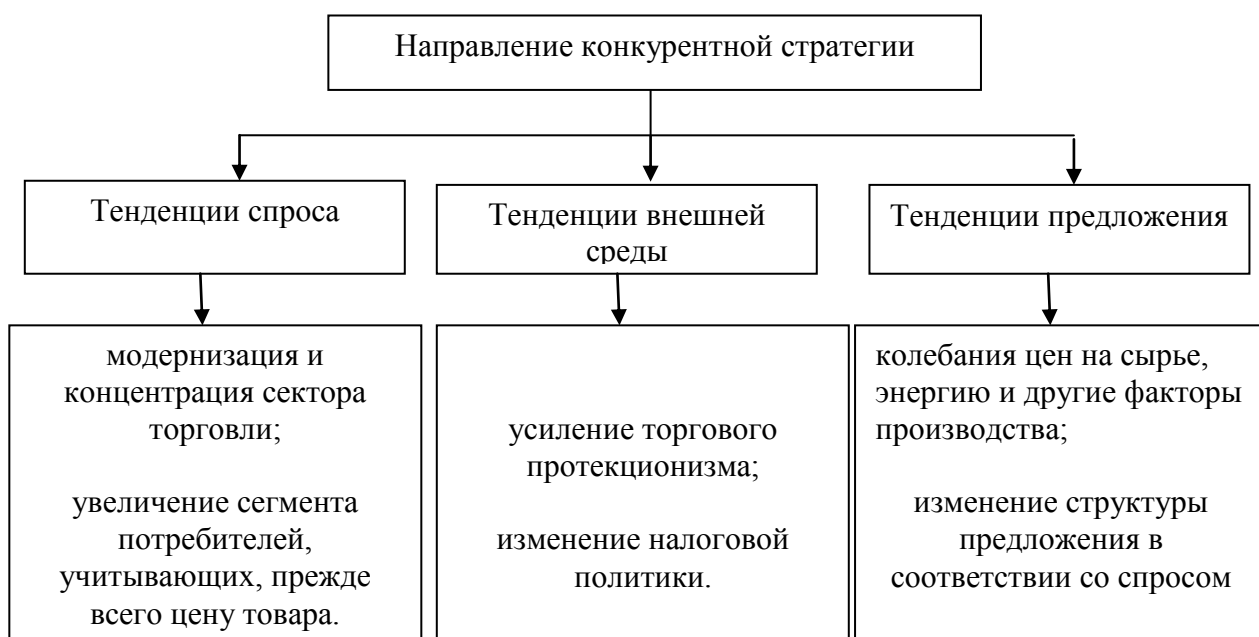 Направление конкурентной стратегии
Тенденции спроса
Тенденции внешней
среды
Тенденции предложения
модернизация и
концентрация сектора
торговли;
увеличение сегмента
потребителей,
учитывающих, прежде
всего цену товара.
усиление торгового
протекционизма;
изменение налоговой
политики.
колебания цен на сырье,
энергию и другие факторы
производства;
изменение структуры
предложения в
соответствии со спросом